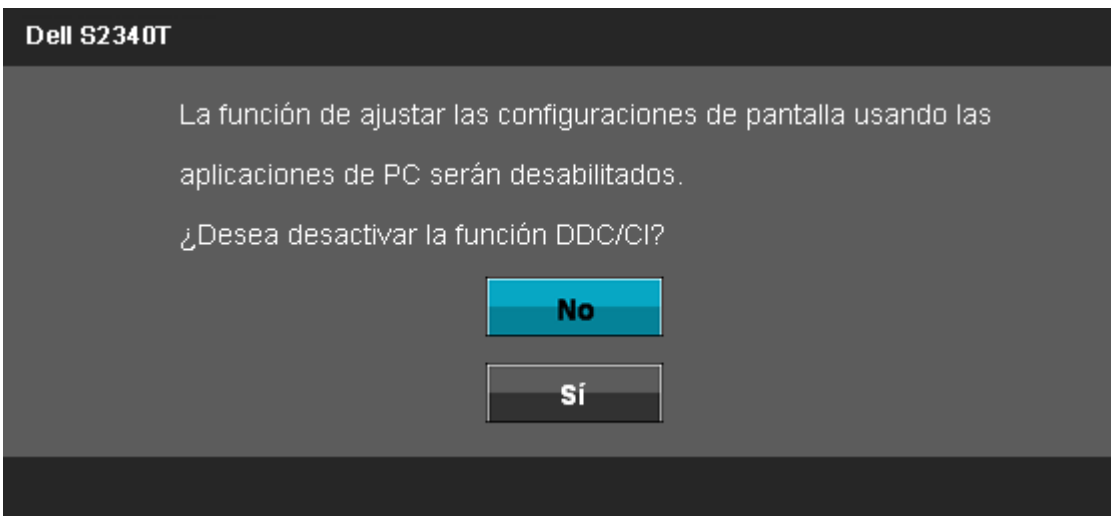 Dell S2340T
La función de ajustar las configuraciones de pantalla usando las
aplicaciones de PC serán desabilitados.
¿Desea desactivar la función DDC/CI?
No
Sí